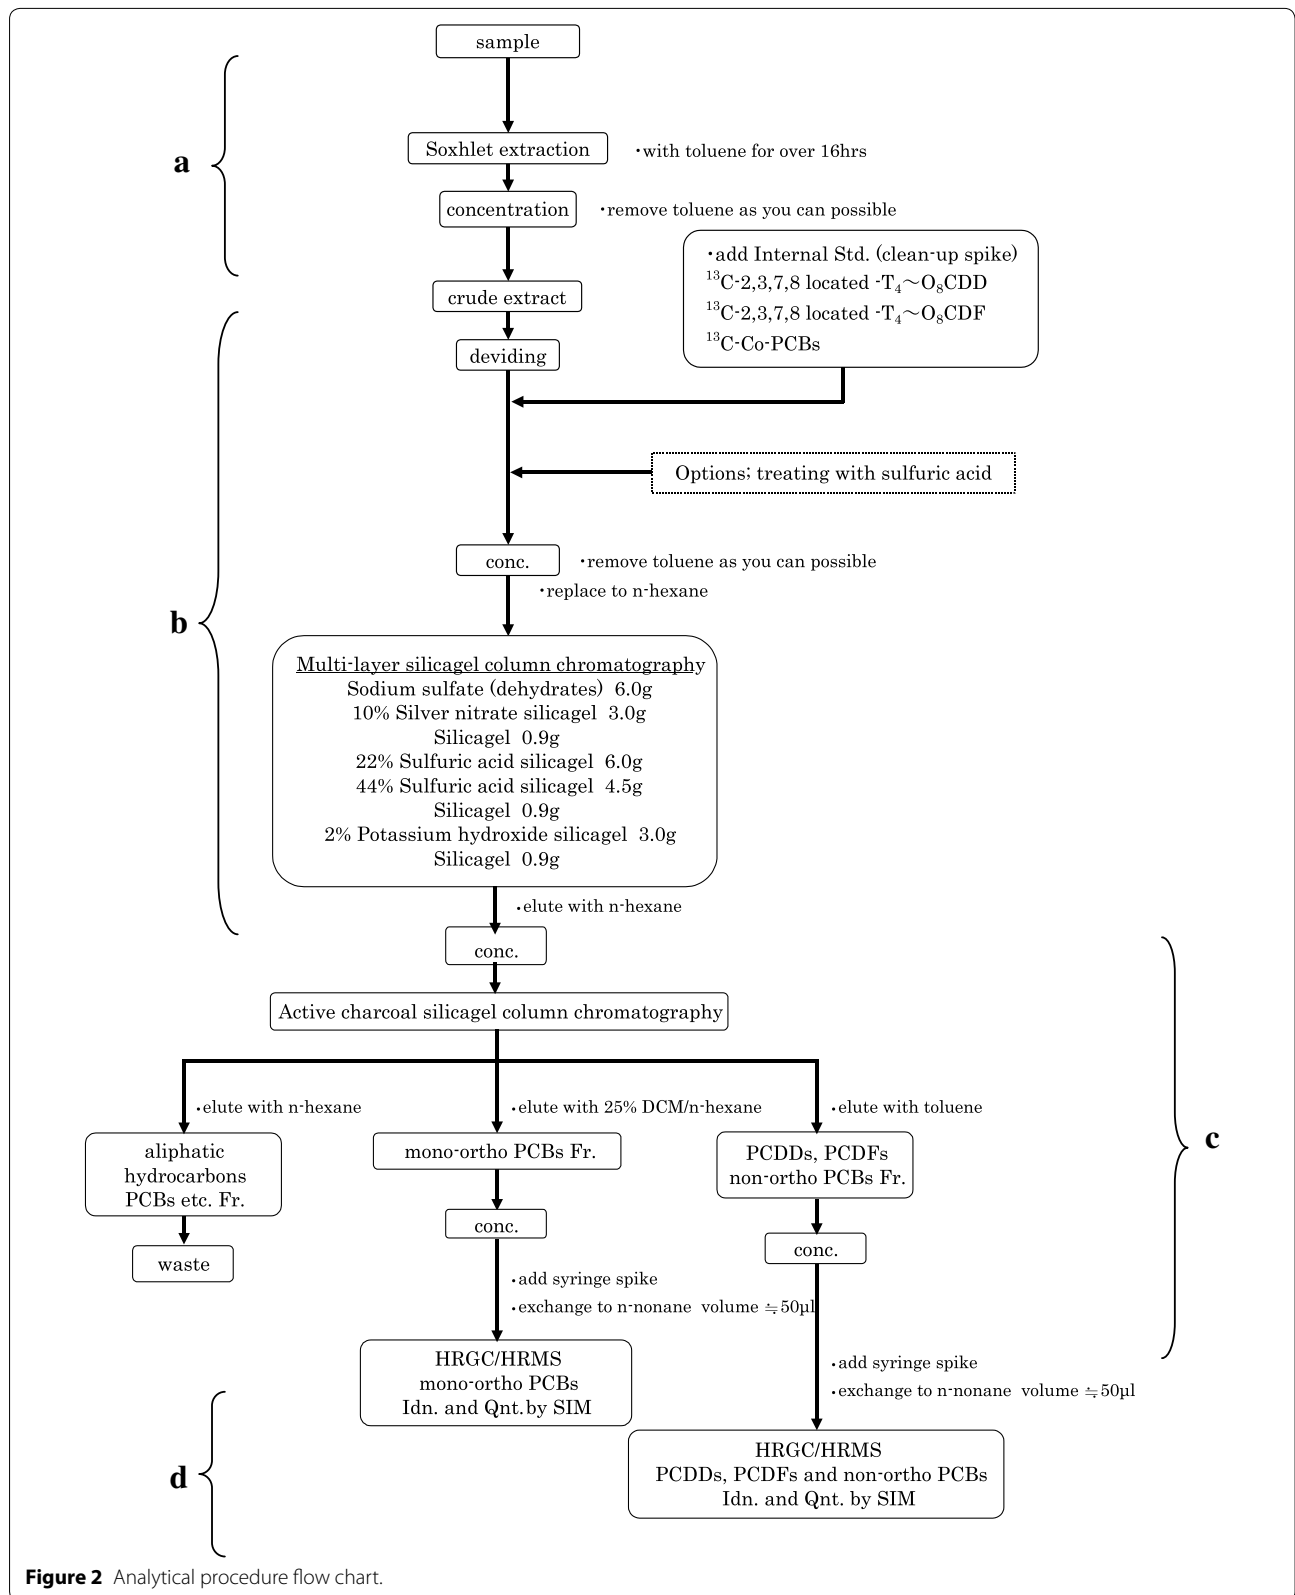 sample
a
Soxhlet extraction
・with toluene for over 16hrs
concentration
・remove toluene as you can possible
・add Internal Std. (clean-up spike)
¹³C-2,3,7,8 located -T₄～O₈CDD
¹³C-2,3,7,8 located -T₄～O₈CDF
¹³C-Co-PCBs
crude extract
deviding
Options; treating with sulfuric acid
conc.
・remove toluene as you can possible
・replace to n-hexane
b
Multi-layer silicagel column chromatography
Sodium sulfate (dehydrates) 6.0g
10% Silver nitrate silicagel 3.0g
Silicagel 0.9g
22% Sulfuric acid silicagel 6.0g
44% Sulfuric acid silicagel 4.5g
Silicagel 0.9g
2% Potassium hydroxide silicagel 3.0g
Silicagel 0.9g
・elute with n-hexane
conc.
Active charcoal silicagel column chromatography
・elute with n-hexane
・elute with 25% DCM/n-hexane
・elute with toluene
c
aliphatic
hydrocarbons
PCBs etc. Fr.
mono-ortho PCBs Fr.
PCDDs, PCDFs
non-ortho PCBs Fr.
waste
conc.
conc.
・add syringe spike
・exchange to n-nonane volume ≒50µl
HRGC/HRMS
mono-ortho PCBs
Idn. and Qnt.by SIM
・add syringe spike
・exchange to n-nonane volume ≒50µl
d
HRGC/HRMS
PCDDs, PCDFs and non-ortho PCBs
Idn. and Qnt. by SIM
Figure 2 Analytical procedure flow chart.